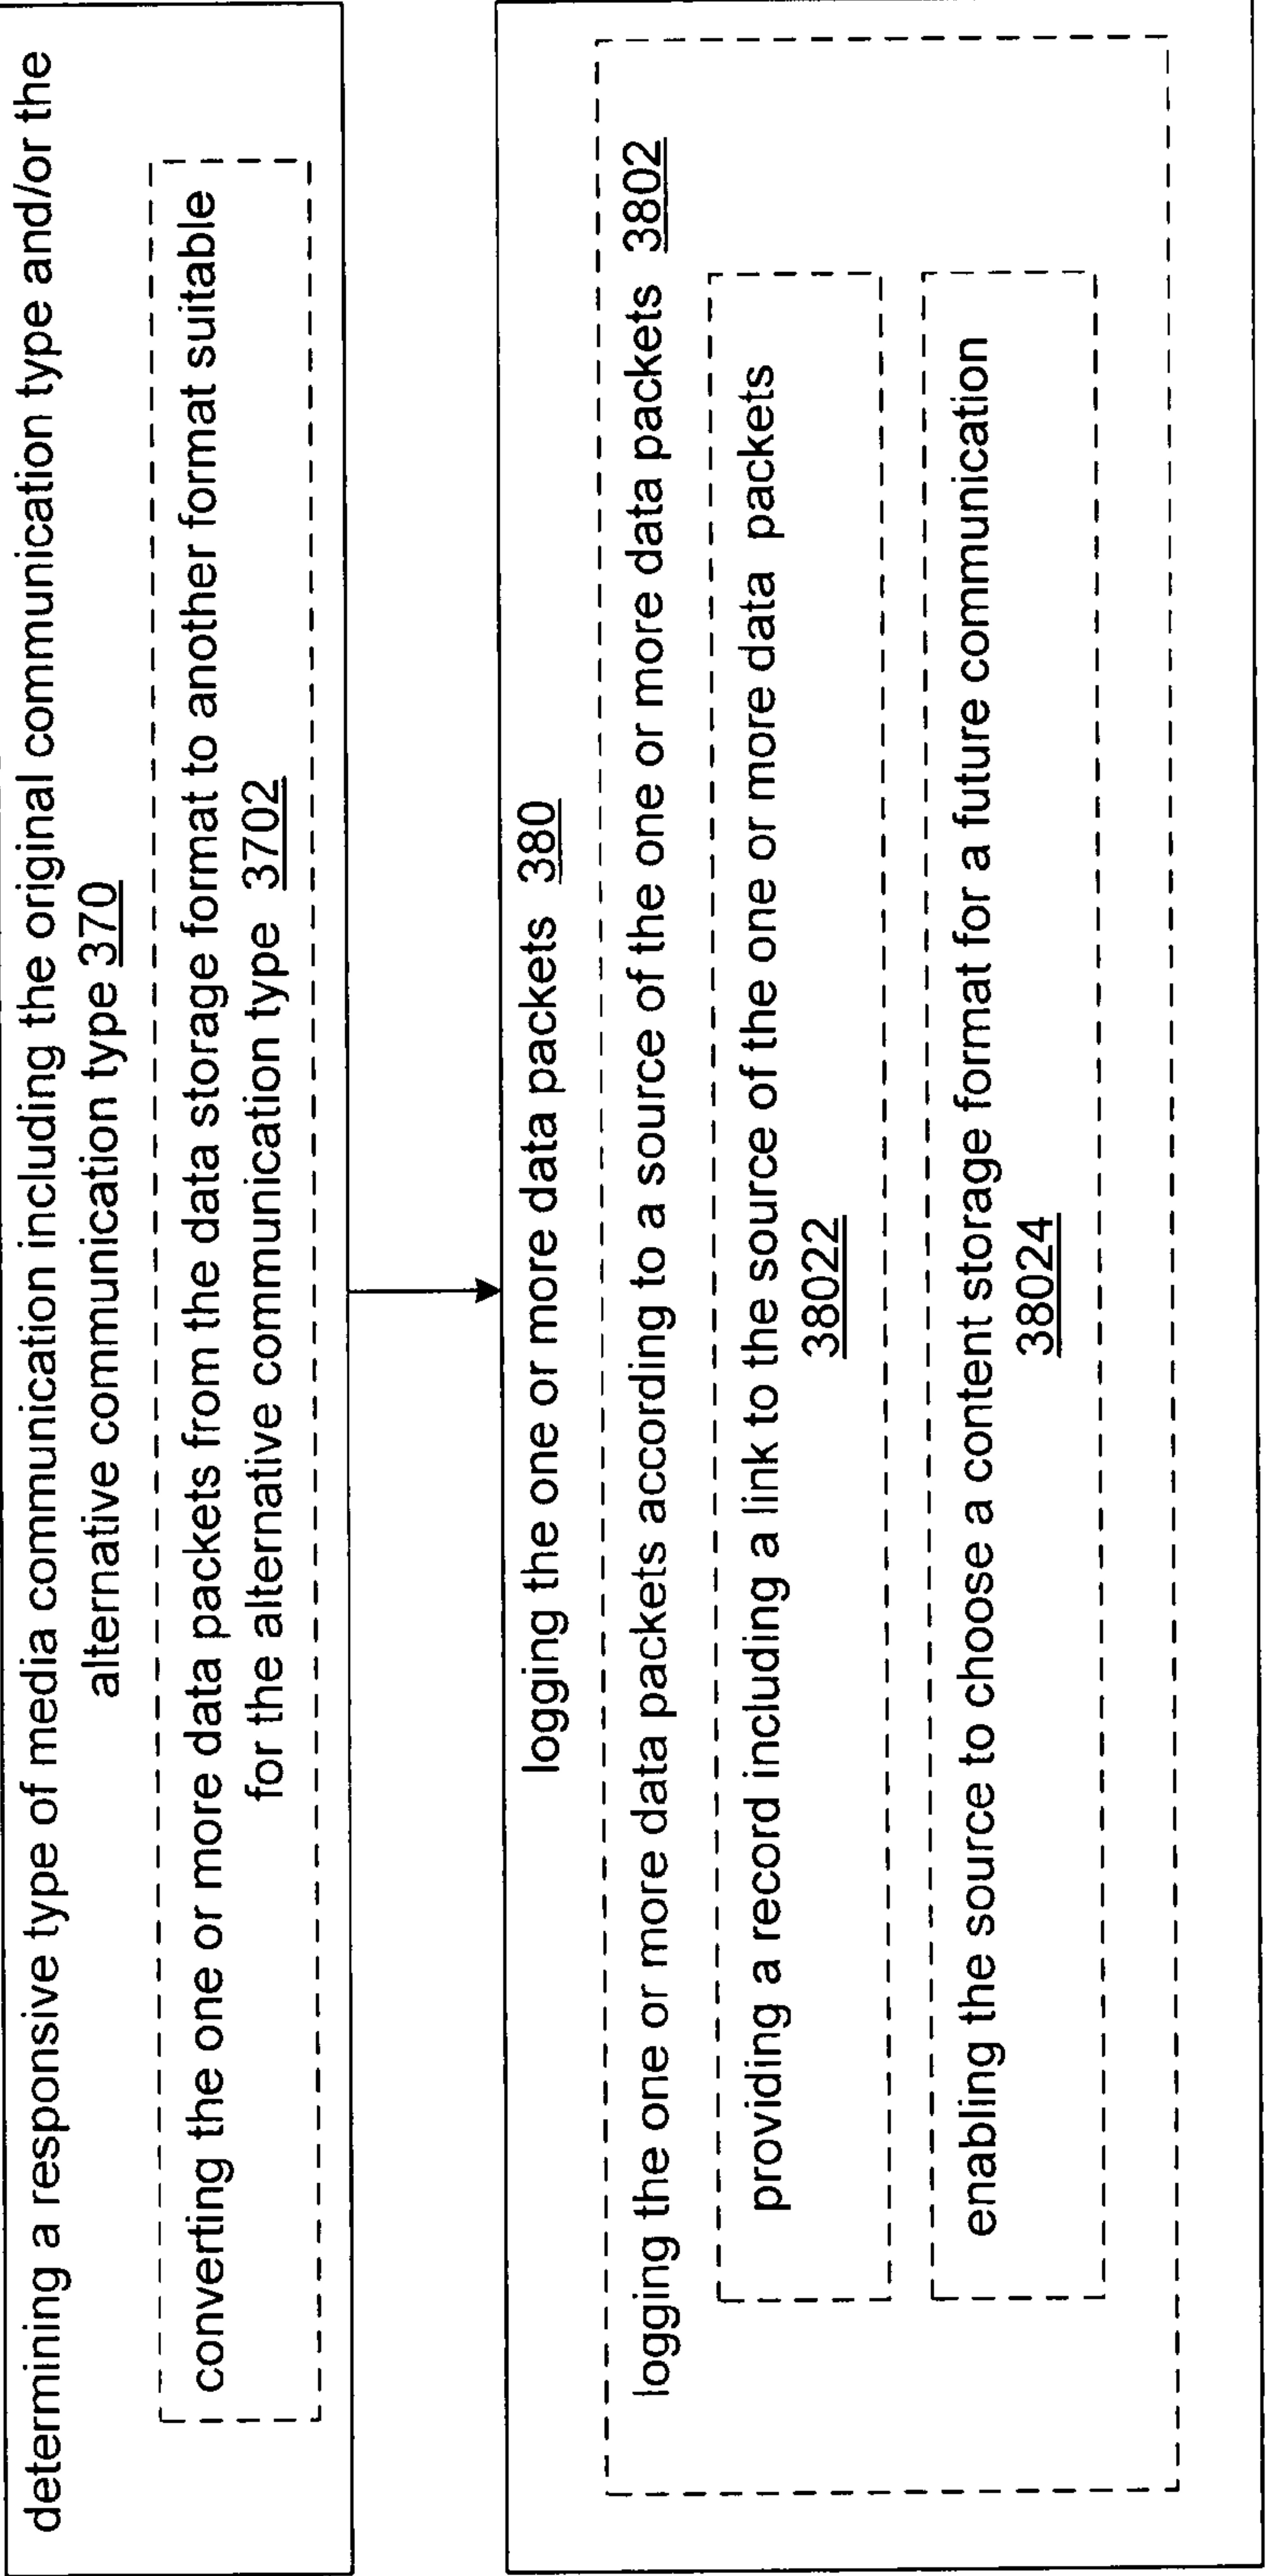 determining a responsive type of media communication including the original communication type and/or the
alternative communication type 370
converting the one or more data packets from the data storage format to another format suitable
for the alternative communication type 3702
logging the one or more data packets 380
logging the one or more data packets according to a source of the one or more data packets 3802
providing a record including a link to the source of the one or more data packets
38022
enabling the source to choose a content storage format for a future communication
38024